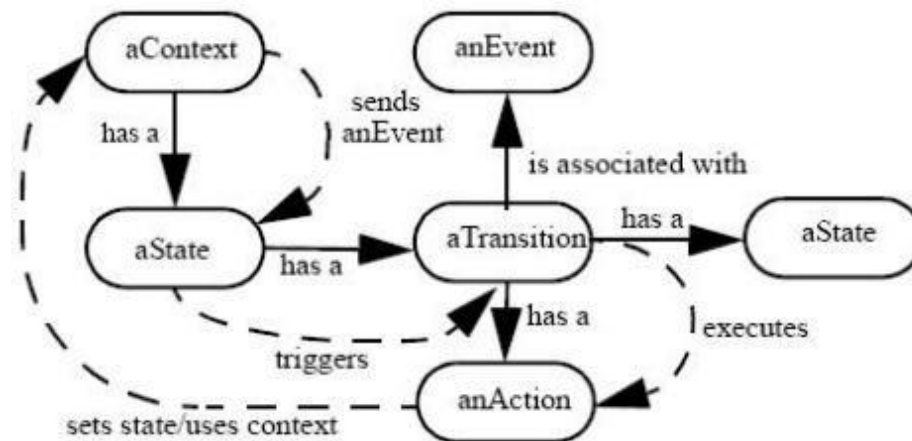 aContext
anEvent
sends
anEvent
has a
is associated with
aState
has a
aTransition
has a
aState
has a
executes
triggers
anAction
sets state/uses context